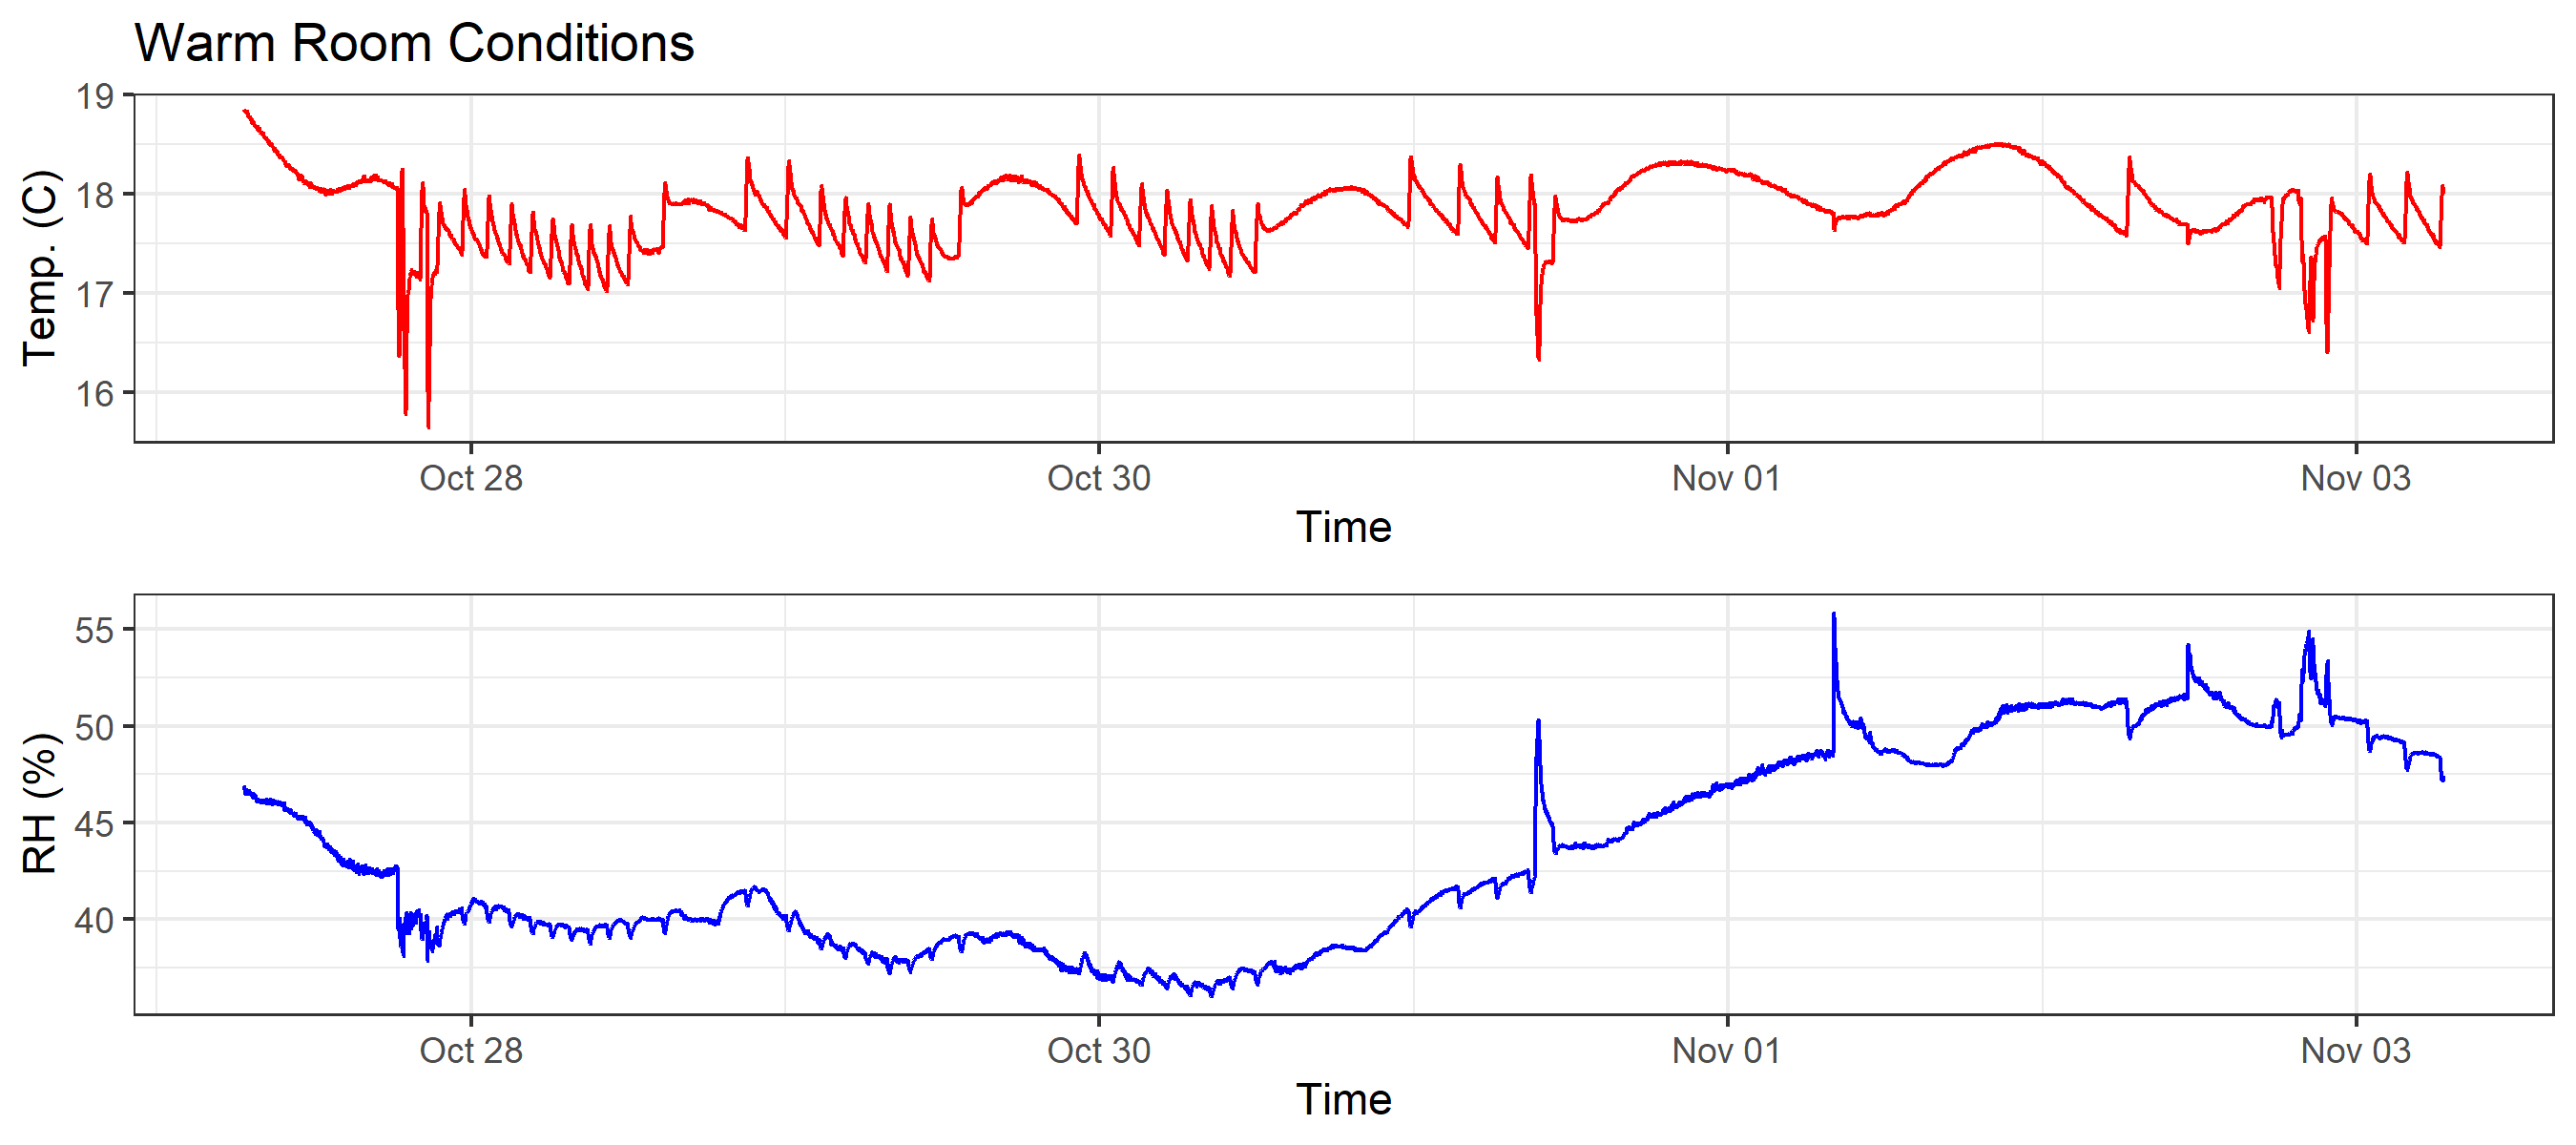 Warm Room Conditions
19
18
17
16
Temp. (C)
Oct 28 Oct 30 Nov 01 Nov 03
Time
55
50
45
40
RH (%)
Oct 28 Oct 30 Nov 01 Nov 03
Time